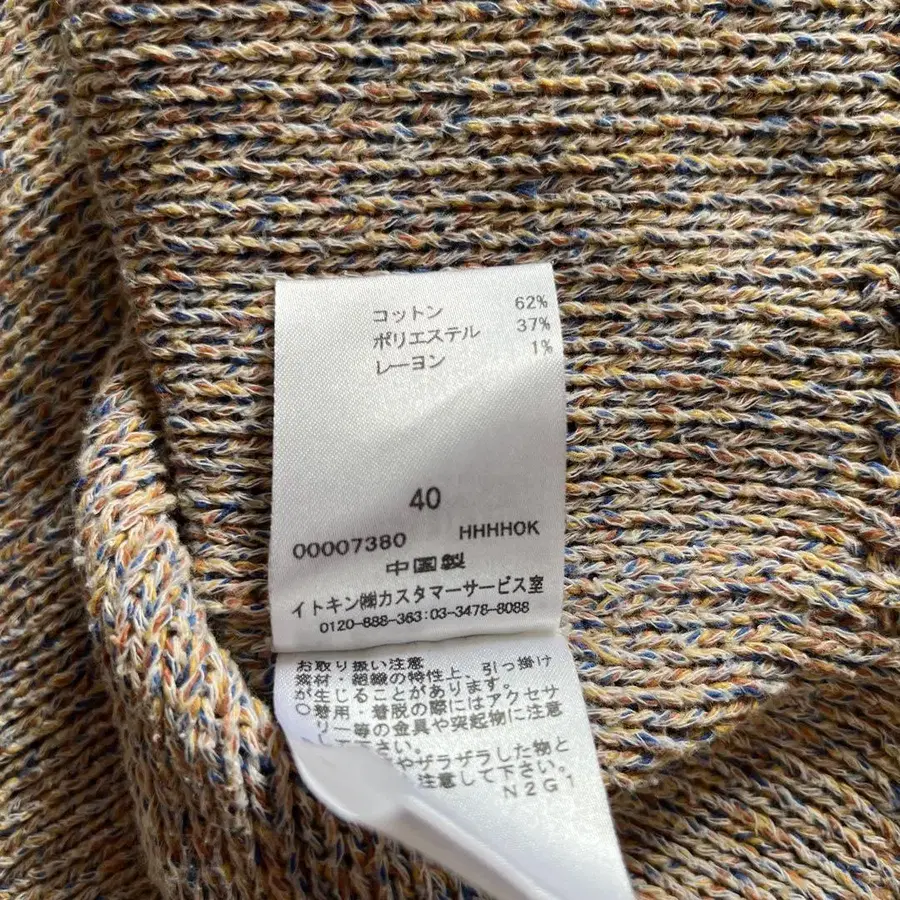 コットン 62%
ポリエステル 37%
レーヨン 1%
40
00007380 HHHHOK
中国製
イトキン㈱カスタマーサービス室
0120-888-363:03-3478-8088
お取り扱い注意
素材・組織の特性上、引っ掛け
が生じることがあります。
○着用・着脱の際にはアクセサ
リー等の金具や突起物に注意
して下さい。
やザラザラした物と
注意して下さい。
N2G1